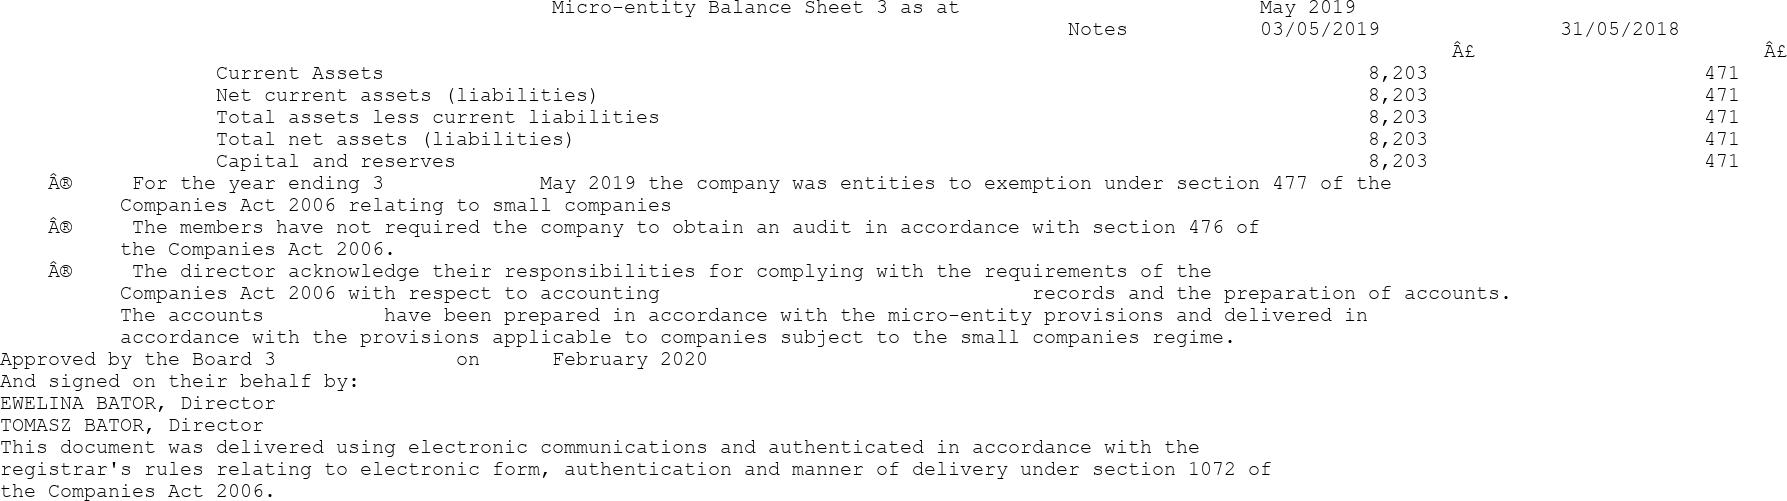 Micro-entity Balance Sheet 3 as at May 2019
Notes 03/05/2019 31/05/2018
Â£ Â£
Current Assets 8,203 471
Net current assets (liabilities) 8,203 471
Total assets less current liabilities 8,203 471
Total net assets (liabilities) 8,203 471
Capital and reserves 8,203 471
Â® For the year ending 3 May 2019 the company was entities to exemption under section 477 of the
Companies Act 2006 relating to small companies
Â® The members have not required the company to obtain an audit in accordance with section 476 of
the Companies Act 2006.
Â® The director acknowledge their responsibilities for complying with the requirements of the
Companies Act 2006 with respect to accounting records and the preparation of accounts.
The accounts have been prepared in accordance with the micro-entity provisions and delivered in
accordance with the provisions applicable to companies subject to the small companies regime.
Approved by the Board 3 on February 2020
And signed on their behalf by:
EWELINA BATOR, Director
TOMASZ BATOR, Director
This document was delivered using electronic communications and authenticated in accordance with the
registrar's rules relating to electronic form, authentication and manner of delivery under section 1072 of
the Companies Act 2006.